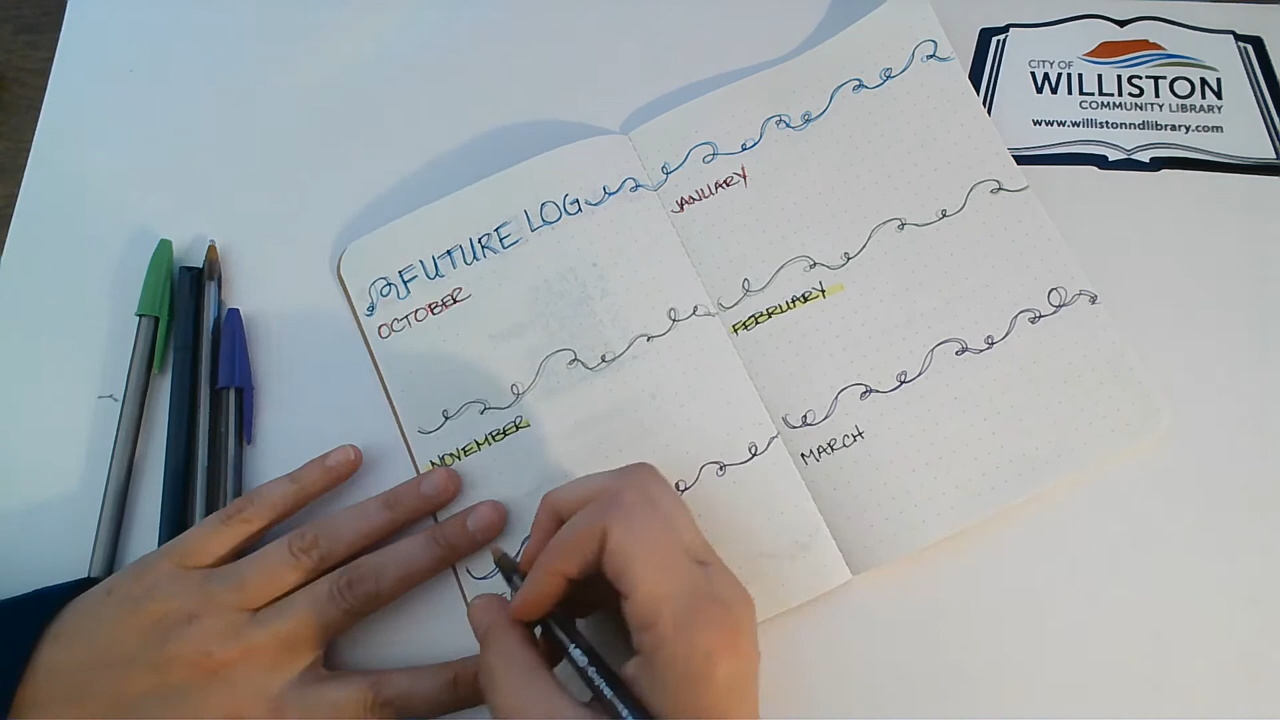 FUTURE LOG
OCTOBER
NOVEMBER
JANUARY
FEBRUARY
MARCH
CITY OF
WILLISTON
COMMUNITY LIBRARY
www.willistonndlibrary.com